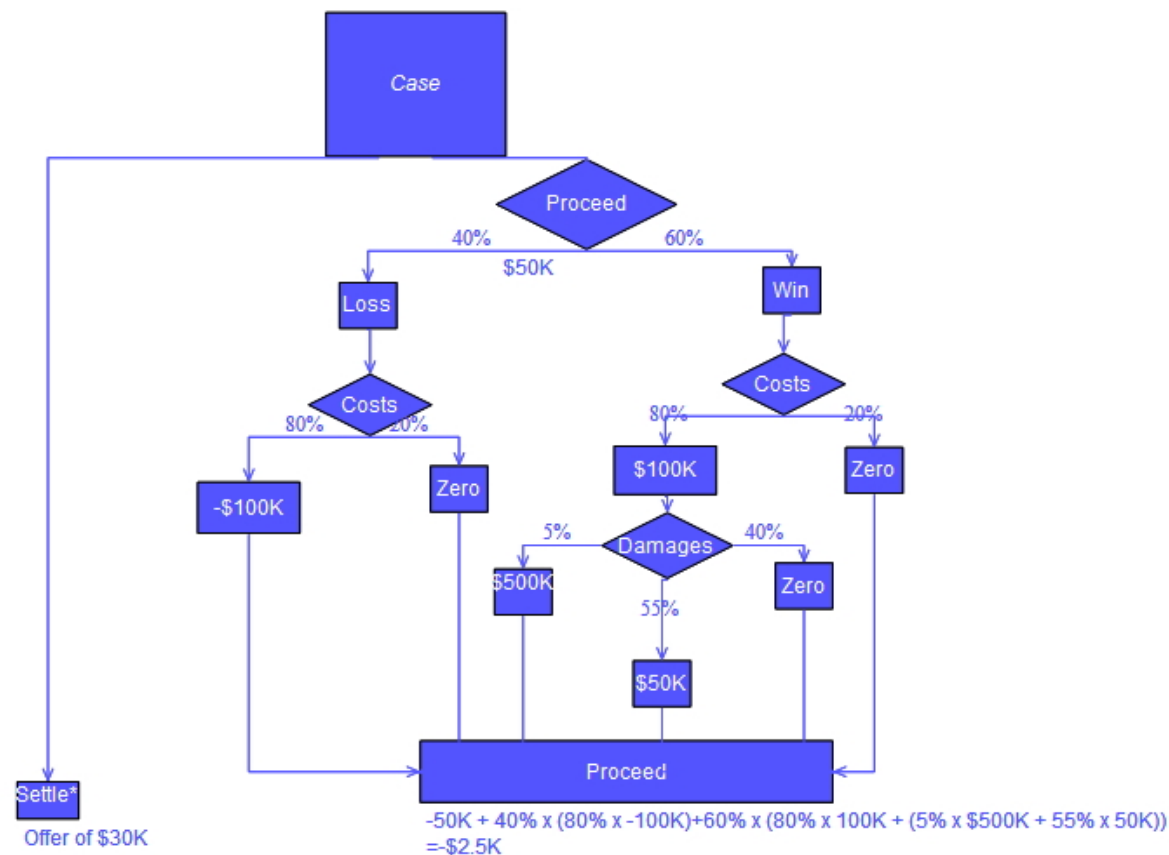 Case
Proceed
40%
60%
$50K
Loss
Win
Costs
Costs
80%
20%
80%
20%
-$100K
Zero
$100K
Zero
Damages
5%
40%
$500K
Zero
55%
$50K
Proceed
Settle*
Offer of $30K
-50K + 40% x (80% x -100K)+60% x (80% x 100K + (5% x $500K + 55% x 50K))
=-$2.5K